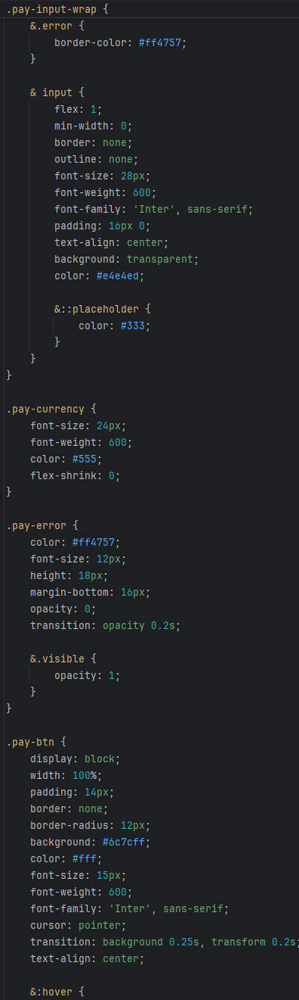 .pay-input-wrap {
    &.error {
        border-color: #ff4757;
    }

    & input {
        flex: 1;
        min-width: 0;
        border: none;
        outline: none;
        font-size: 28px;
        font-weight: 600;
        font-family: 'Inter', sans-serif;
        padding: 16px 0;
        text-align: center;
        background: transparent;
        color: #e4e4ed;

        &::placeholder {
            color: #333;
        }
    }
}

.pay-currency {
    font-size: 24px;
    font-weight: 600;
    color: #555;
    flex-shrink: 0;
}

.pay-error {
    color: #ff4757;
    font-size: 12px;
    height: 18px;
    margin-bottom: 16px;
    opacity: 0;
    transition: opacity 0.2s;

    &.visible {
        opacity: 1;
    }
}

.pay-btn {
    display: block;
    width: 100%;
    padding: 14px;
    border: none;
    border-radius: 12px;
    background: #6c7cff;
    color: #fff;
    font-size: 15px;
    font-weight: 600;
    font-family: 'Inter', sans-serif;
    cursor: pointer;
    transition: background 0.25s, transform 0.2s;
    text-align: center;

    &:hover {